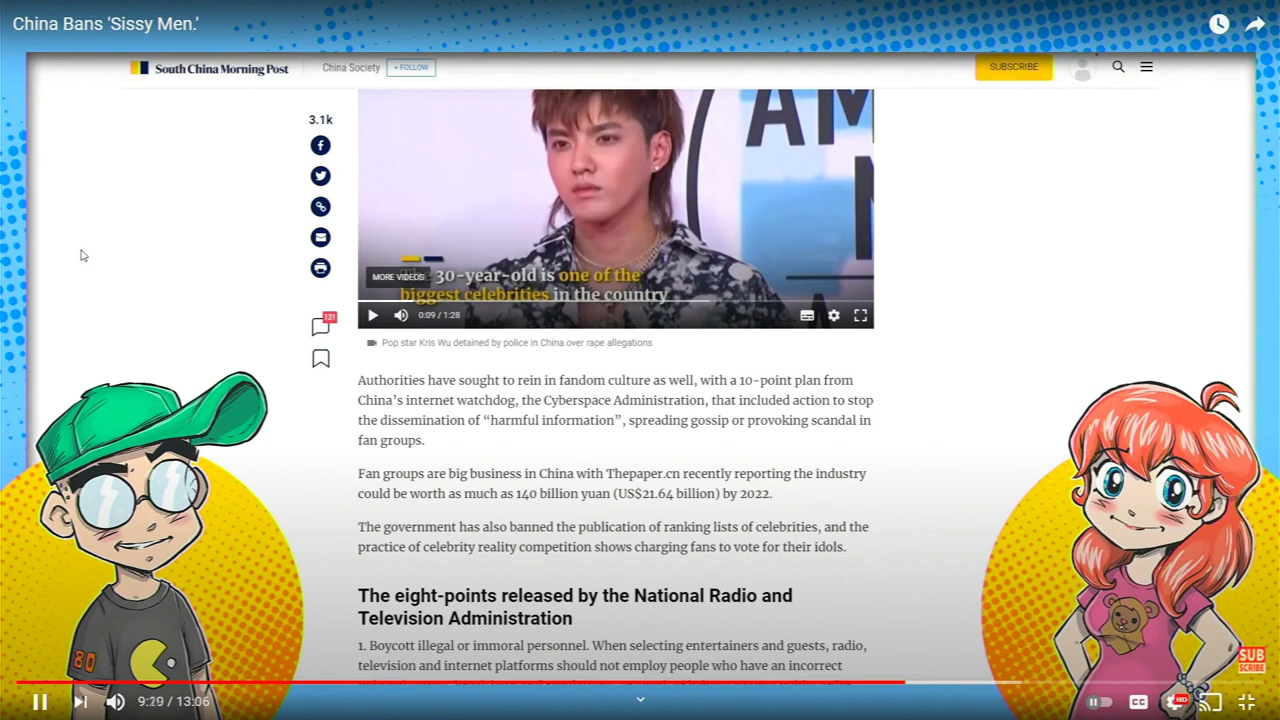 China Bans 'Sissy Men.'
South China Morning Post
China Society
+ FOLLOW
SUBSCRIBE
3.1k
AM
N
MORE VIDEOS
30-year-old is one of the
biggest celebrities in the country
0:09 / 1:28
131
Pop star Kris Wu detained by police in China over rape allegations
Authorities have sought to rein in fandom culture as well, with a 10-point plan from
China's internet watchdog, the Cyberspace Administration, that included action to stop
the dissemination of “harmful information”, spreading gossip or provoking scandal in
fan groups.
Fan groups are big business in China with Thepaper.cn recently reporting the industry
could be worth as much as 140 billion yuan (US$21.64 billion) by 2022.
The government has also banned the publication of ranking lists of celebrities, and the
practice of celebrity reality competition shows charging fans to vote for their idols.
The eight-points released by the National Radio and
Television Administration
1. Boycott illegal or immoral personnel. When selecting entertainers and guests, radio,
television and internet platforms should not employ people who have an incorrect
80
SUB
SCRIBE
9:29 / 13:06
CC
HD